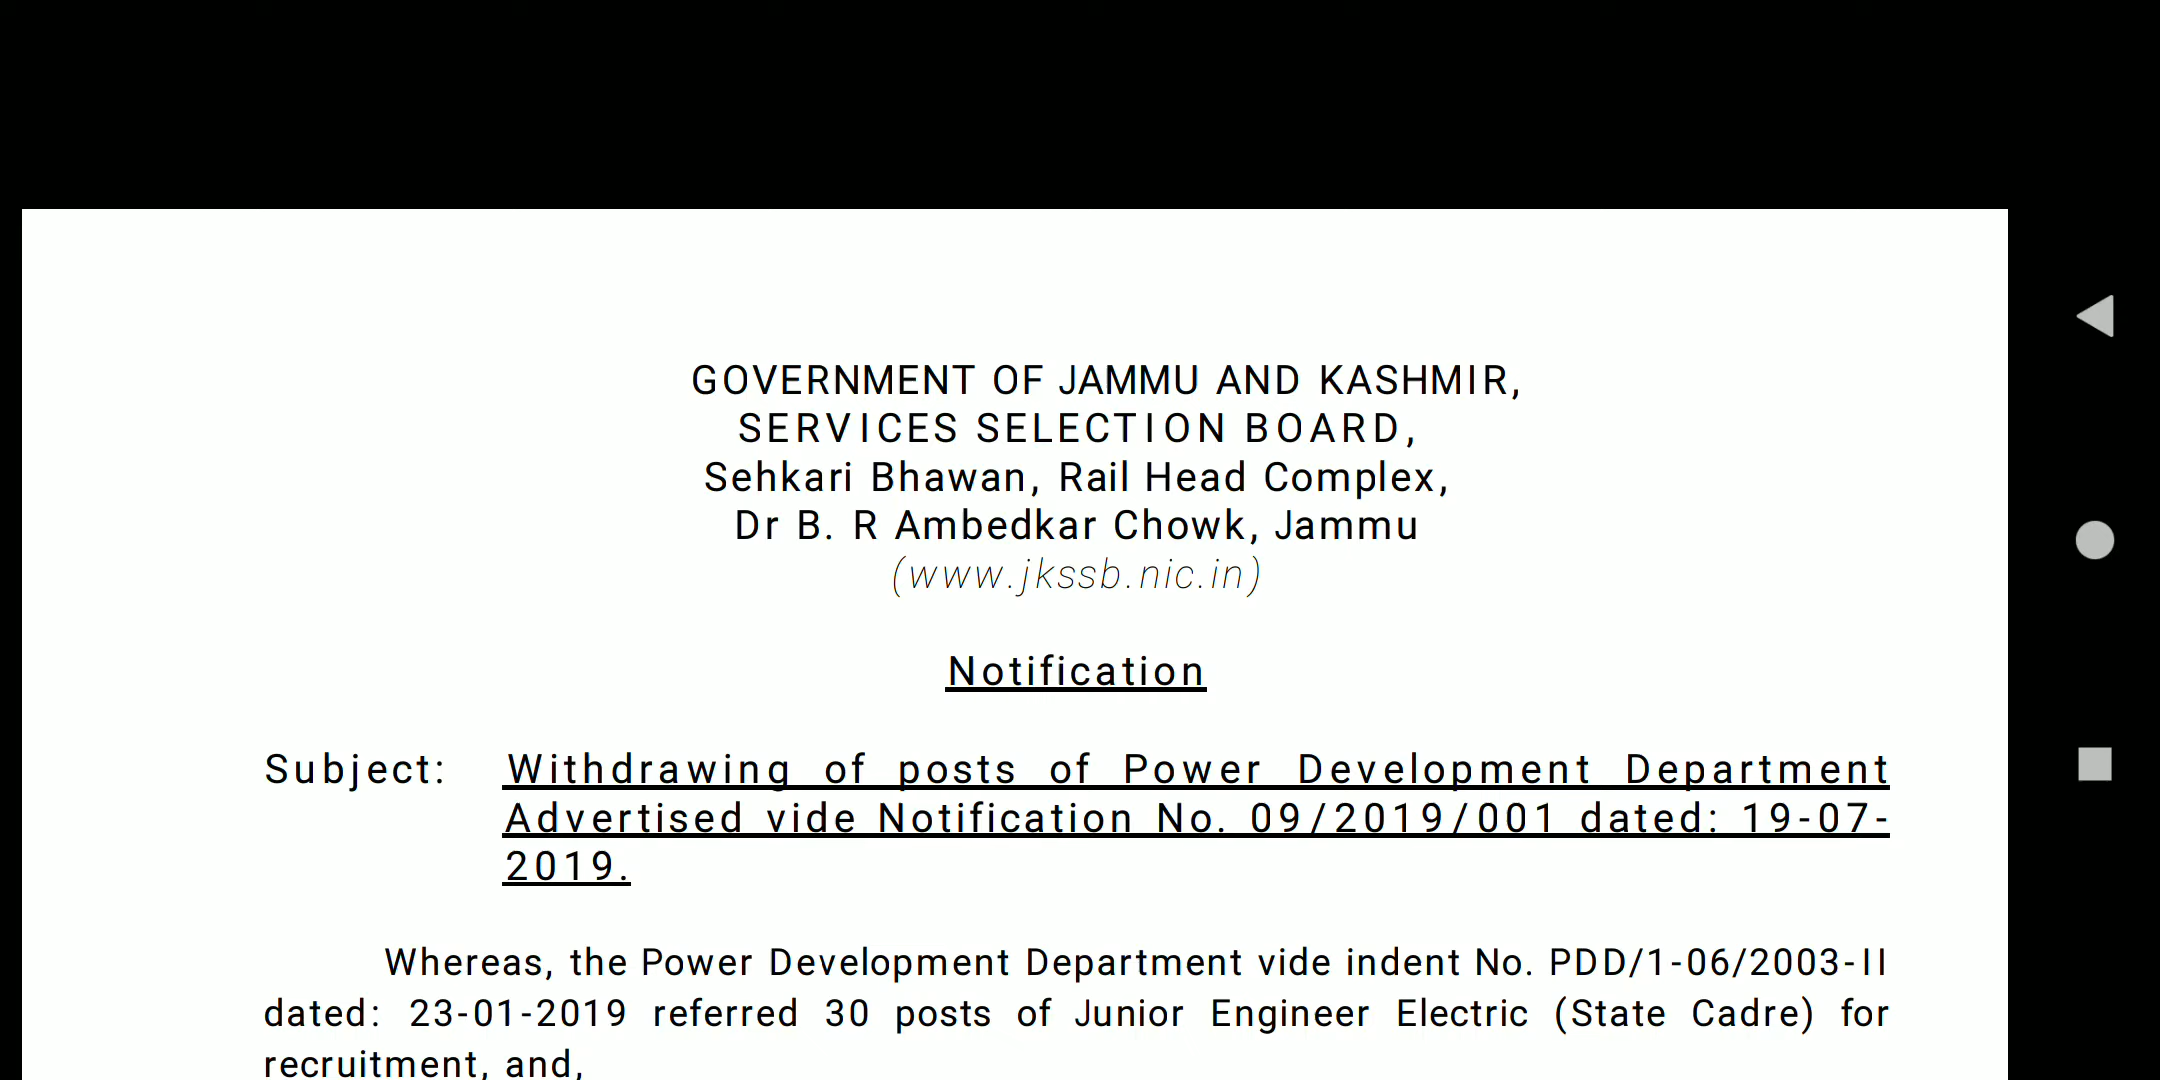 GOVERNMENT OF JAMMU AND KASHMIR,
SERVICES SELECTION BOARD,
Sehkari Bhawan, Rail Head Complex,
Dr B. R Ambedkar Chowk, Jammu
(www.jkssb.nic.in)
Notification
Subject: Withdrawing of posts of Power Development Department
Advertised vide Notification No. 09/2019/001 dated: 19-07-
2019.
Whereas, the Power Development Department vide indent No. PDD/1-06/2003-II
dated: 23-01-2019 referred 30 posts of Junior Engineer Electric (State Cadre) for
recruitment, and,